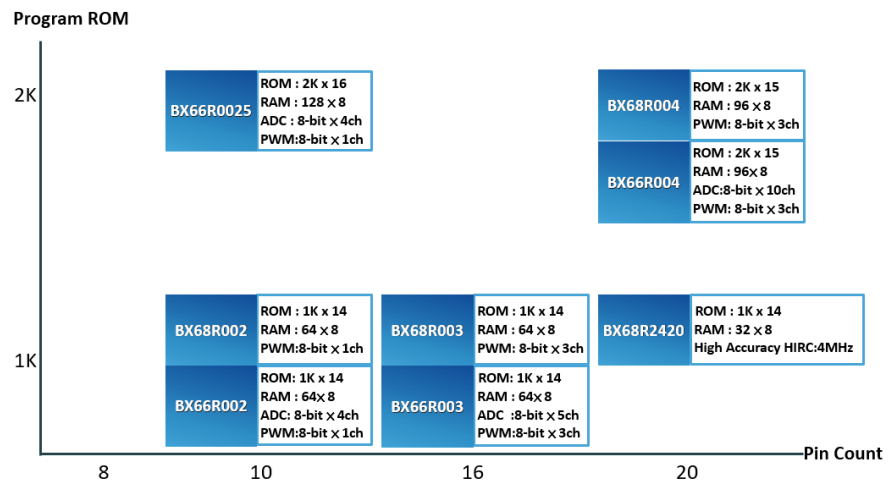 Program ROM
2K
BX66R0025
ROM : 2K x 16
RAM : 128 x 8
ADC : 8-bit x 4ch
PWM:8-bit x 1ch
BX68R004
ROM : 2K x 15
RAM : 96 x 8
PWM: 8-bit x 3ch
BX66R004
ROM : 2K x 15
RAM : 96x 8
ADC:8-bit x 10ch
PWM: 8-bit x 3ch
1K
BX68R002
ROM : 1K x 14
RAM : 64 x 8
PWM:8-bit x 1ch
BX66R002
ROM: 1K x 14
RAM : 64x 8
ADC: 8-bit x 4ch
PWM:8-bit x 1ch
BX68R003
ROM : 1K x 14
RAM : 64 x 8
PWM: 8-bit x 3ch
BX66R003
ROM: 1K x 14
RAM : 64x 8
ADC :8-bit x 5ch
PWM:8-bit x 3ch
BX68R2420
ROM : 1K x 14
RAM : 32 x 8
High Accuracy HIRC:4MHz
Pin Count
8
10
16
20